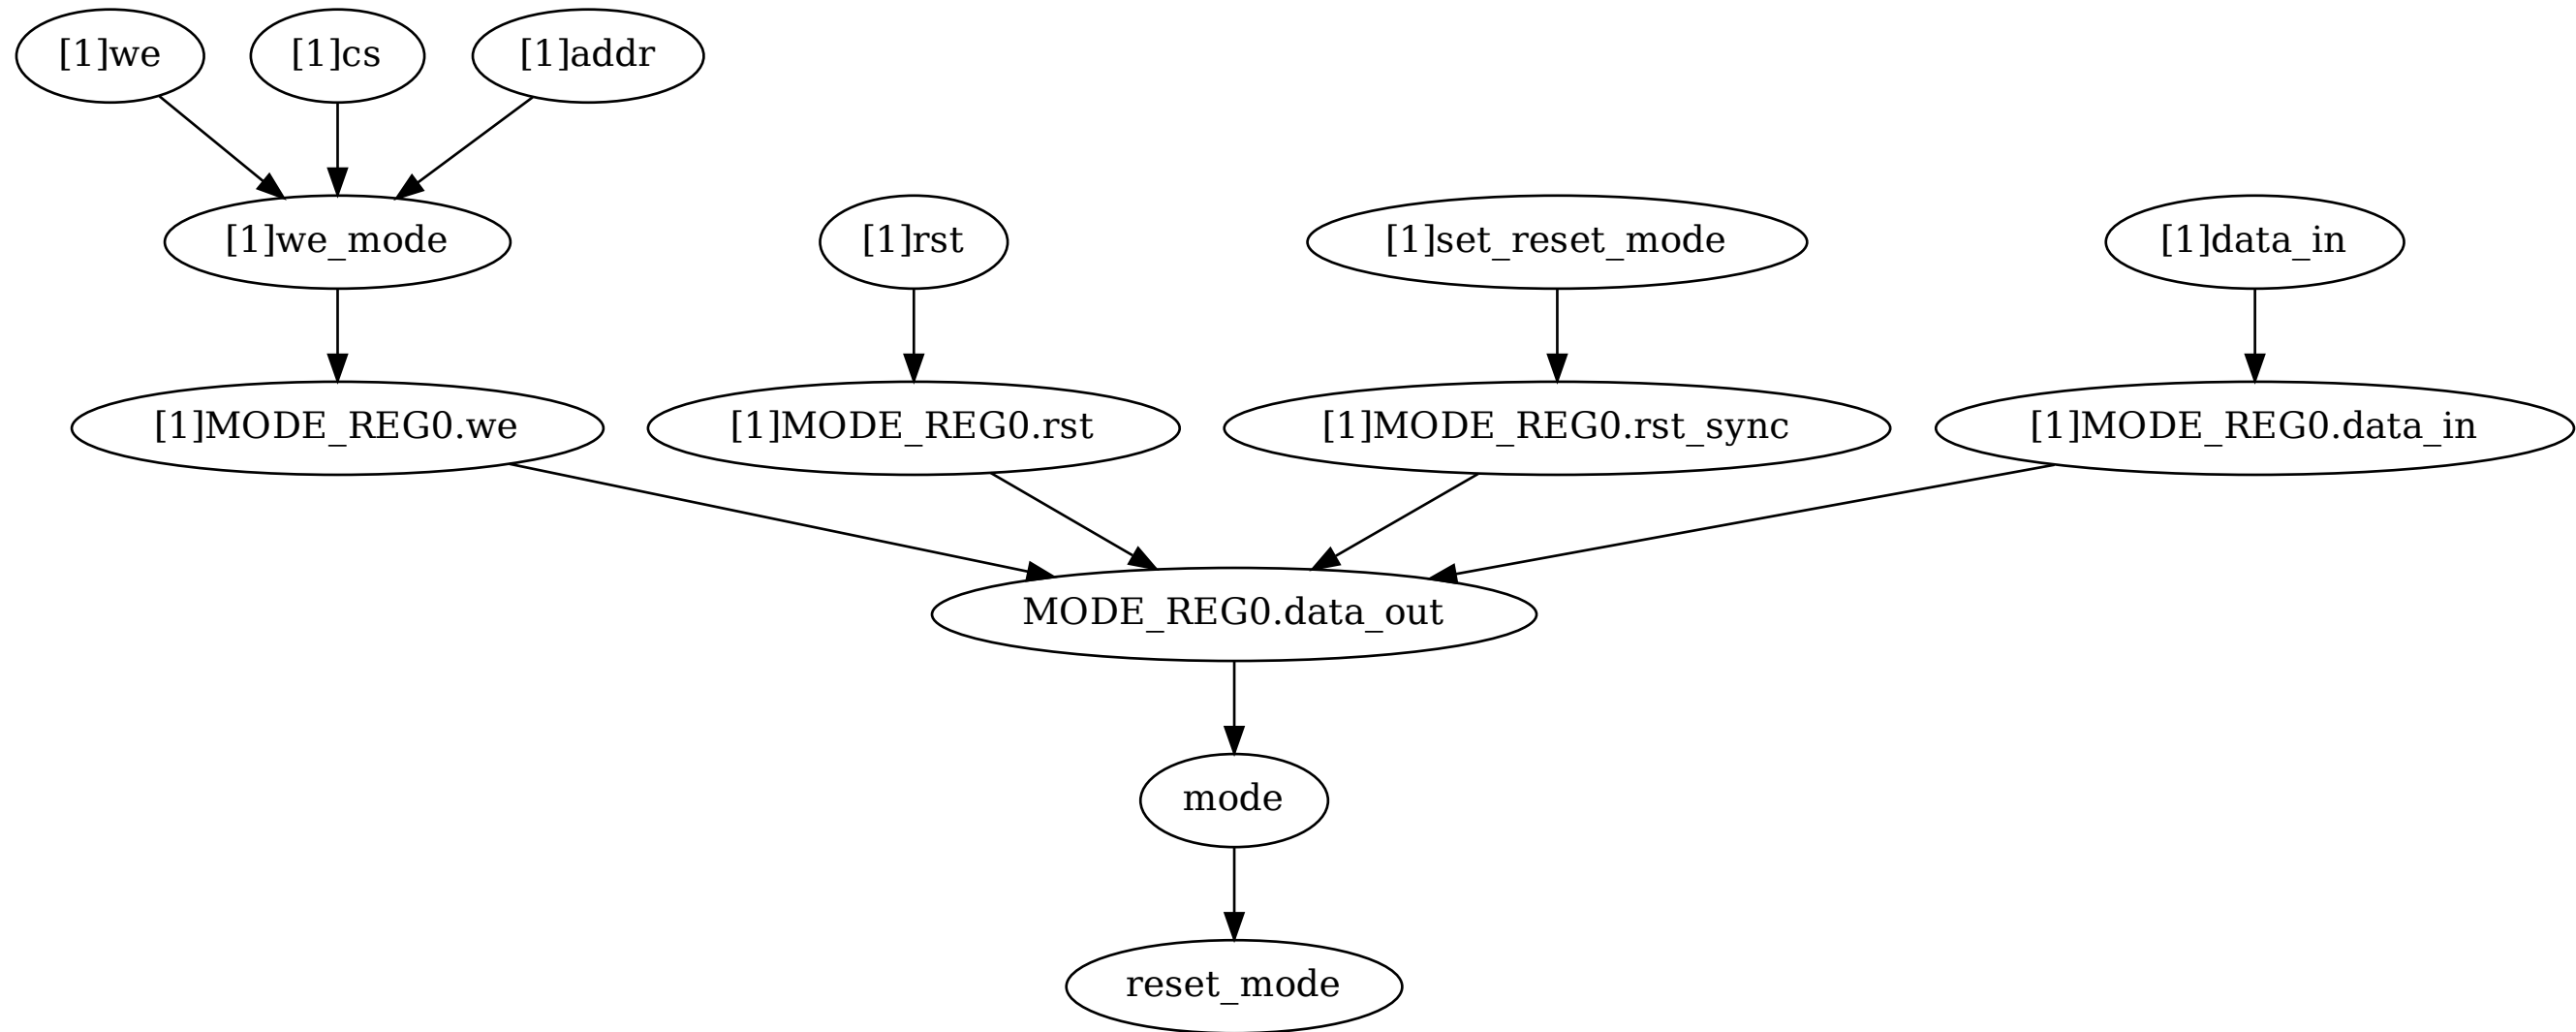 [1]we
[1]cs
[1]addr
[1]we_mode
[1]rst
[1]set_reset_mode
[1]data_in
[1]MODE_REG0.we
[1]MODE_REG0.rst
[1]MODE_REG0.rst_sync
[1]MODE_REG0.data_in
MODE_REG0.data_out
mode
reset_mode